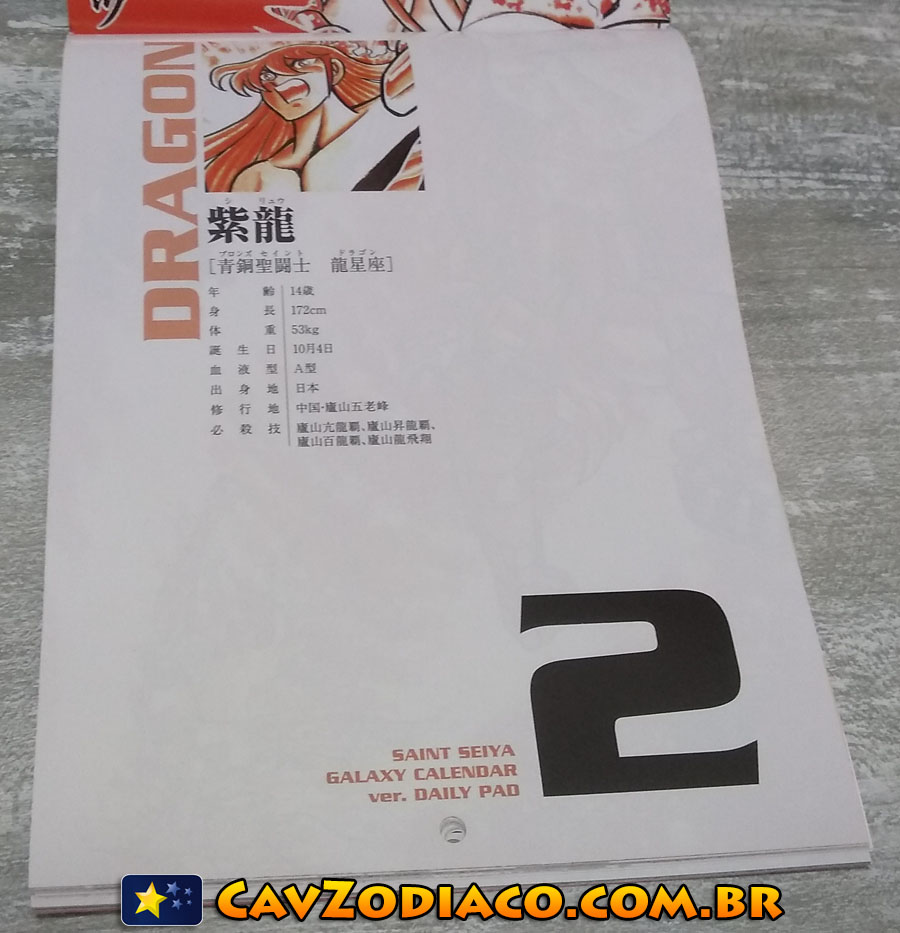 DRAGON
シリュウ
紫龍
ブロンズセイント ドラゴン
[青銅聖闘士 龍星座]
年齢 14歳
身長 172cm
体重 53kg
誕生日 10月4日
血液型 A型
出身地 日本
修行地 中国・廬山五老峰
必殺技 廬山亢龍覇、廬山昇龍覇、
廬山百龍覇、廬山龍飛翔
2
SAINT SEIYA
GALAXY CALENDAR
ver. DAILY PAD
CavZodiaco.com.br